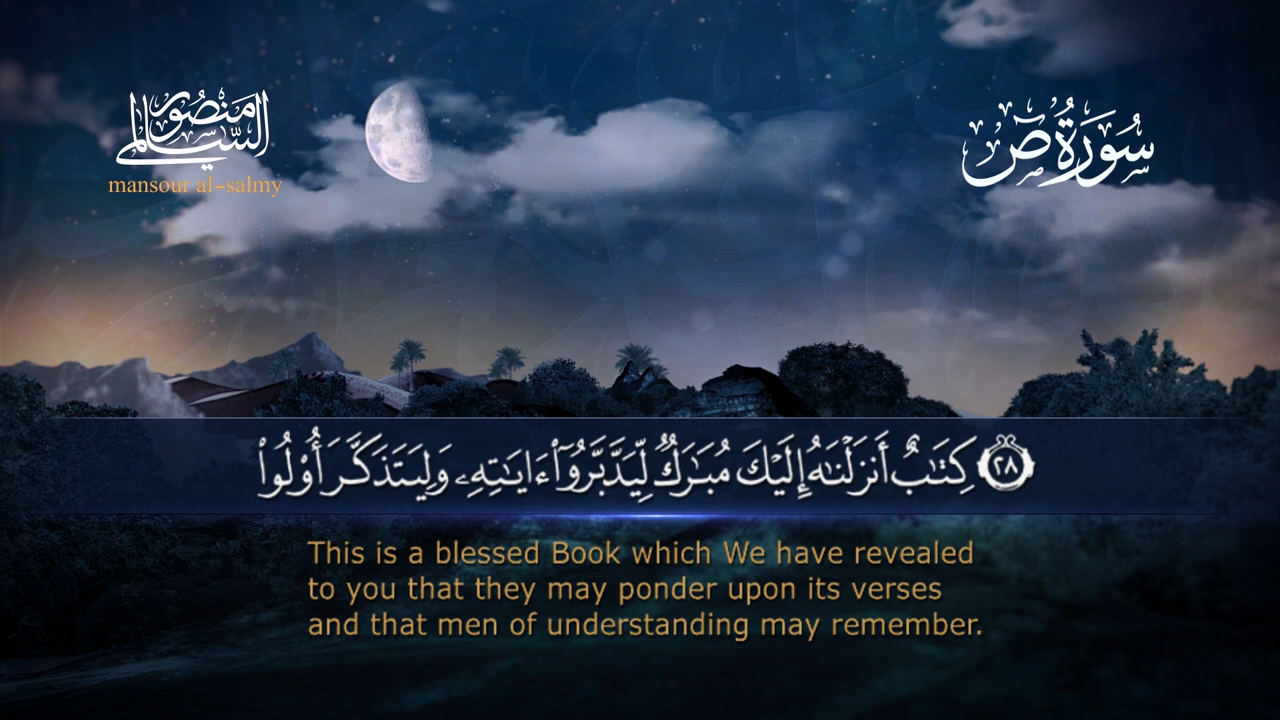 منصور
السالمي
mansour al-salmy
سُورَةُ صٓ
٢٨ كِتَٰبٌ أَنزَلْنَٰهُ إِلَيْكَ مُبَٰرَكٌ لِّيَدَّبَّرُوٓا۟ ءَايَٰتِهِۦ وَلِيَتَذَكَّرَ أُو۟لُوا۟
This is a blessed Book which We have revealed
to you that they may ponder upon its verses
and that men of understanding may remember.